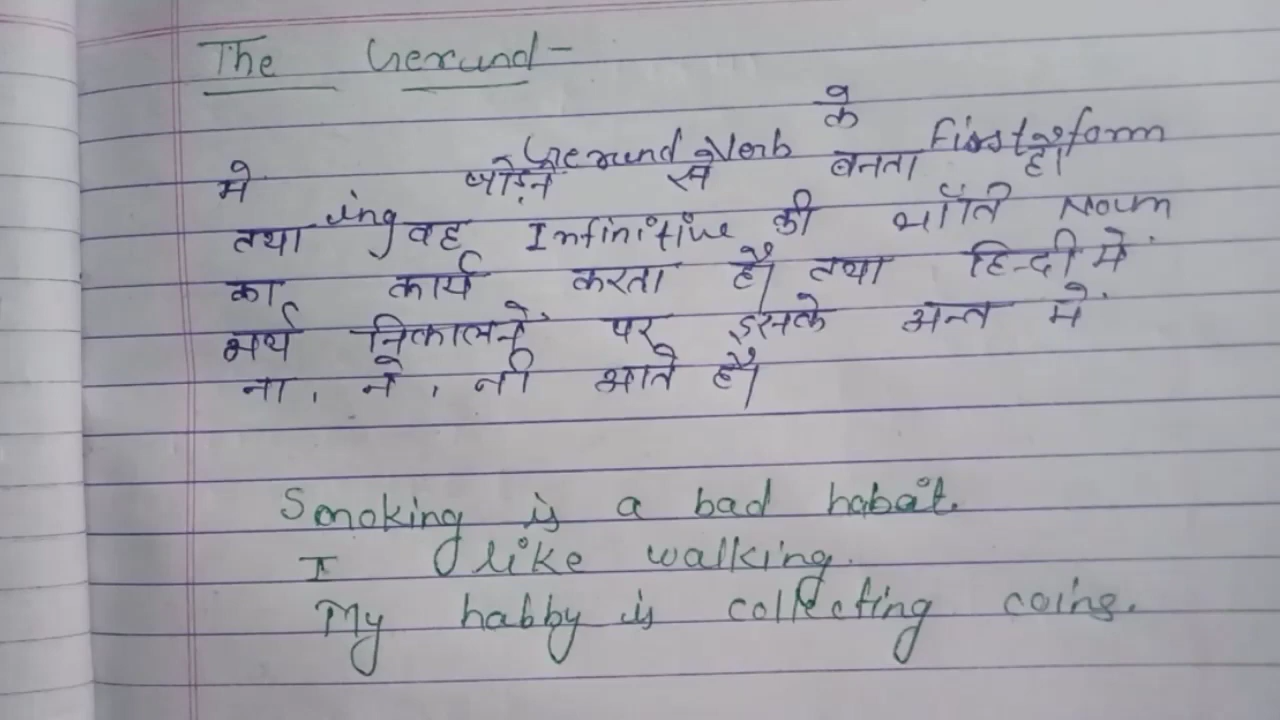 The Gerund-
Gerund Verb के First form
मे ing जोड़ने से बनता है।
तथा वह Infinitive की भाँति Noun
का कार्य करता है। तथा हिन्दी में
अर्थ निकालने पर इसके अन्त में
ना, ने, नी आते है।
Smoking is a bad habit.
I like walking.
My habby is collecting coins.